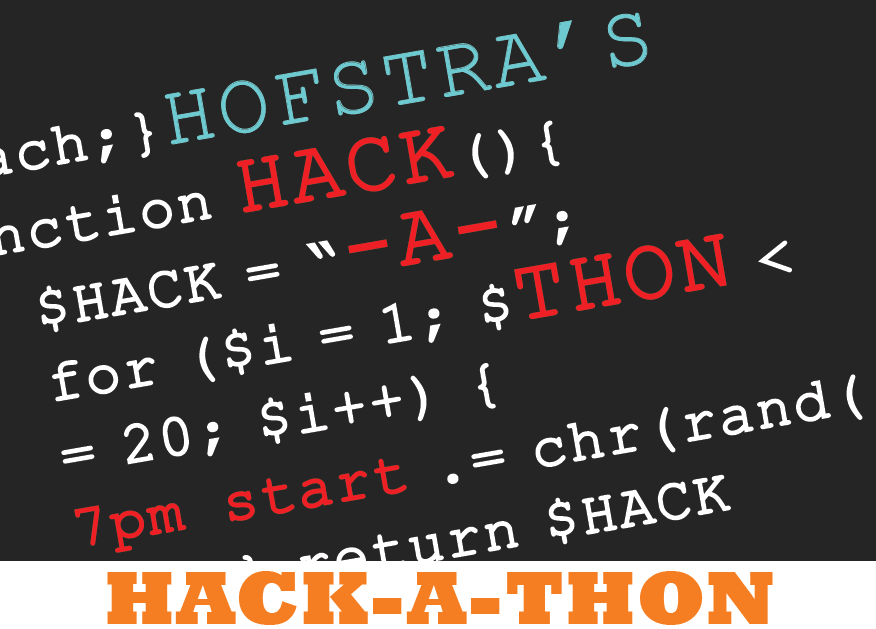 ach;}HOFSTRA'S
nction HACK(){
$HACK = “-A-”;
for ($i = 1; $THON <
= 20; $i++) {
7pm start .= chr(rand(
} return $HACK
HACK-A-THON